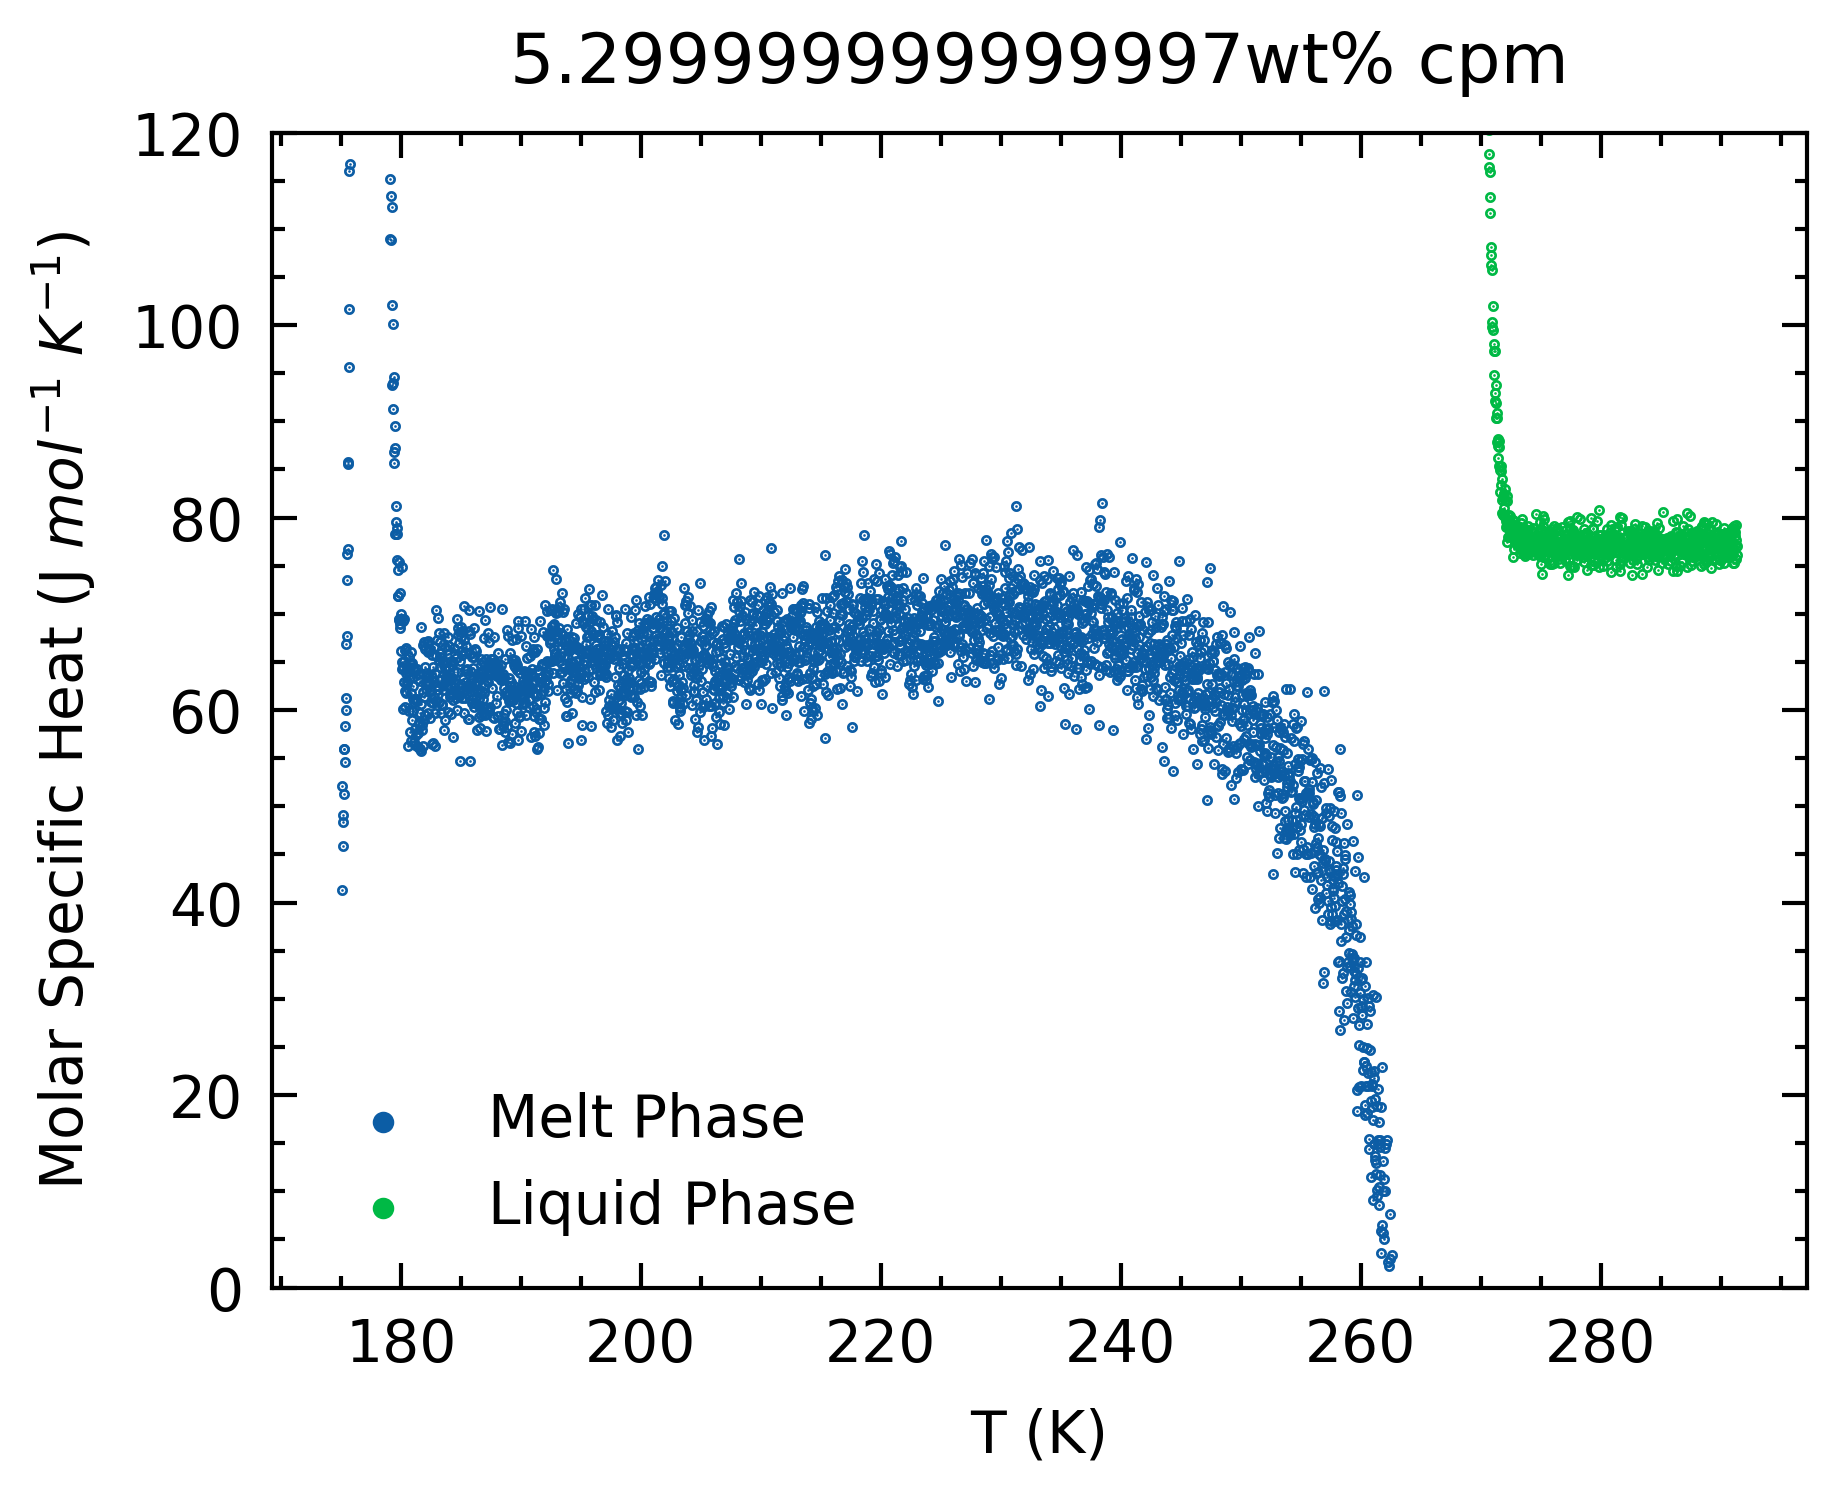 5.299999999999999997wt% cpm
120
100
80
60
40
20
0
Molar Specific Heat (J mol⁻¹ K⁻¹)
Melt Phase
Liquid Phase
180 200 220 240 260 280
T (K)